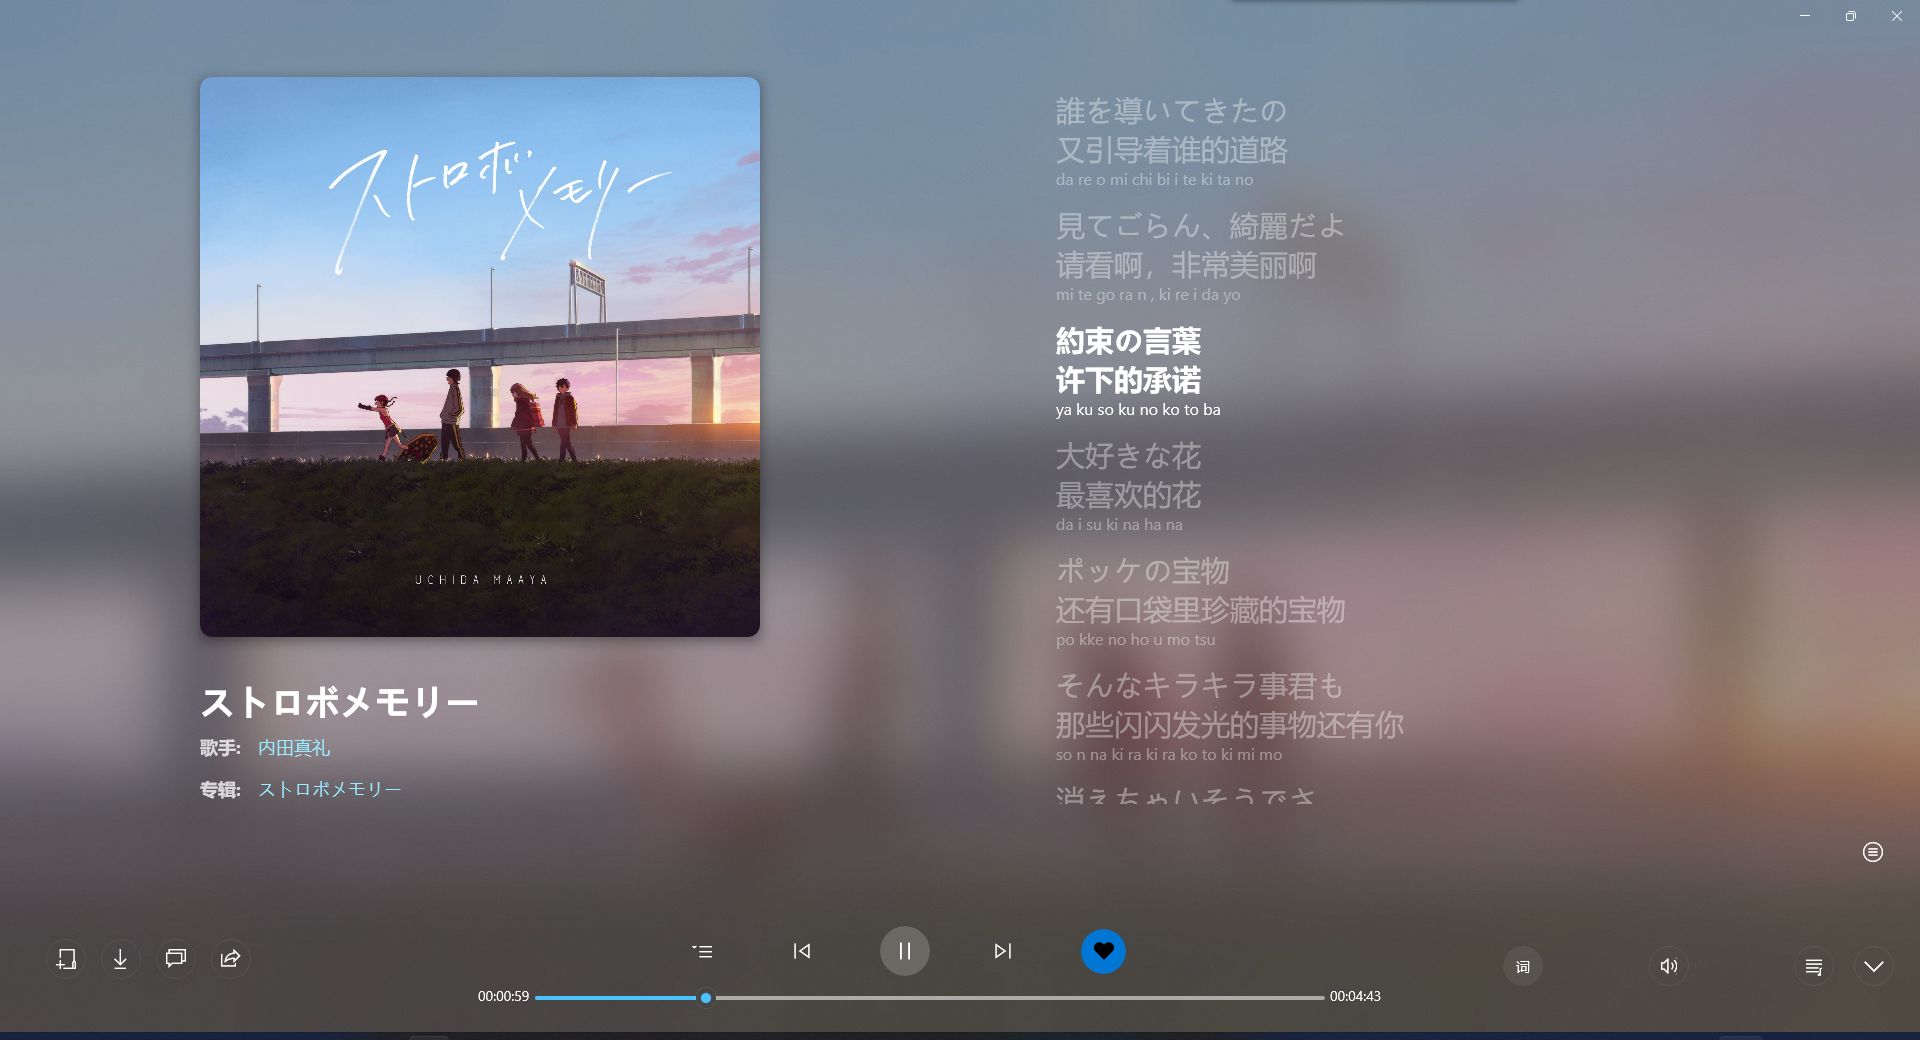 ストロボメモリー
UCHIDA MAAYA
ストロボメモリー
歌手: 内田真礼
专辑: ストロボメモリー
誰を導いてきたの
又引导着谁的道路
da re o mi chi bi i te ki ta no
見てごらん、綺麗だよ
请看啊，非常美丽啊
mi te go ra n , ki re i da yo
約束の言葉
许下的承诺
ya ku so ku no ko to ba
大好きな花
最喜欢的花
da i su ki na ha na
ポッケの宝物
还有口袋里珍藏的宝物
po kke no ho u mo tsu
そんなキラキラ事君も
那些闪闪发光的事物还有你
so n na ki ra ki ra ko to ki mi mo
消えちゃいそうでさ
词
00:00:59
00:04:43